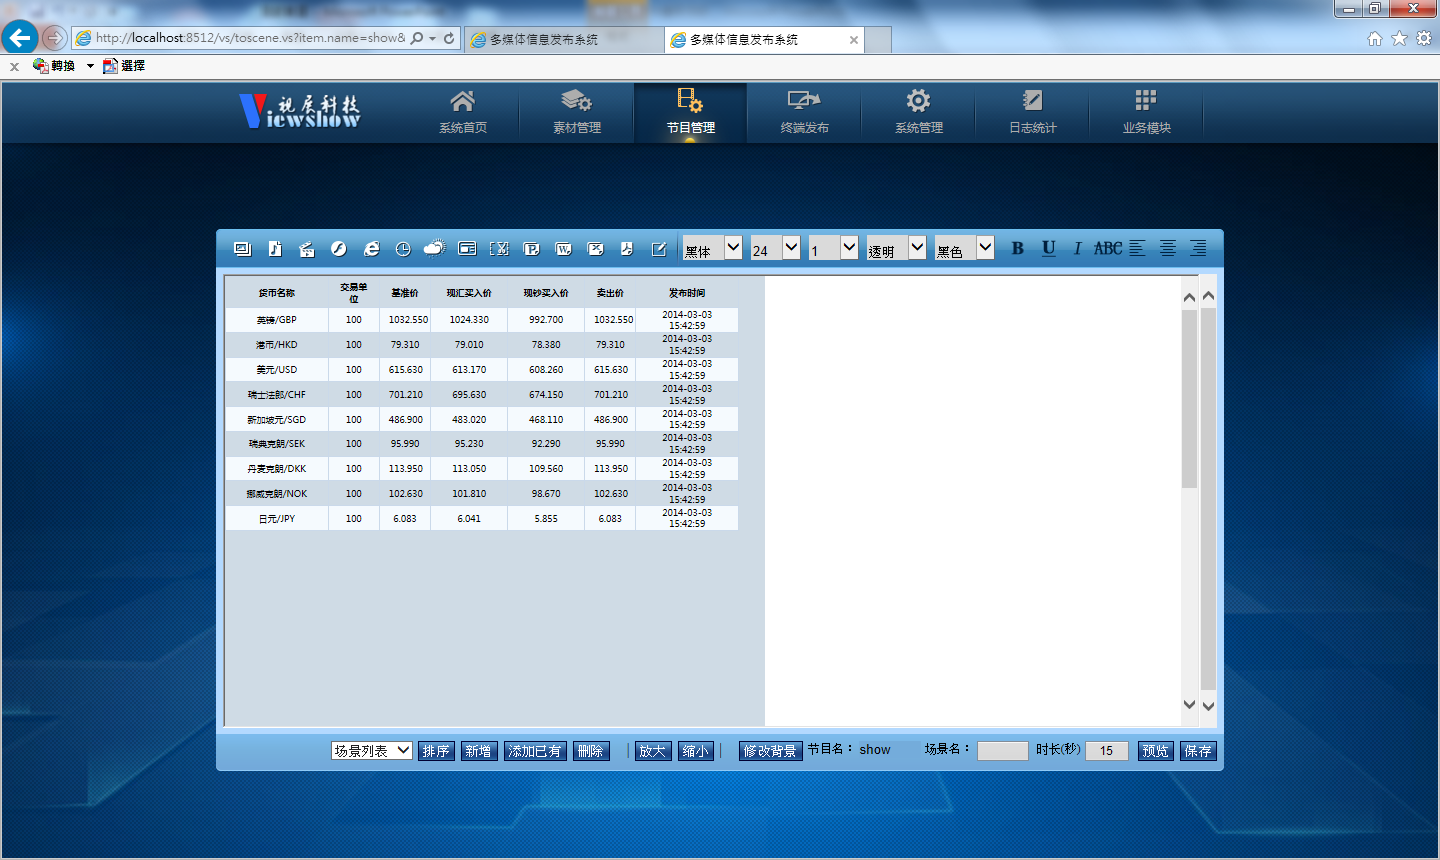 http://localhost:8512/vs/toscene.vs?item.name=show&
多媒体信息发布系统
多媒体信息发布系统
x 轉換 選擇
视展科技
Viewshow
系统首页 素材管理 节目管理 终端发布 系统管理 日志统计 业务模块
黑体 24 1 透明 黑色 B U I ABC
货币名称 交易单位 基准价 现汇买入价 现钞买入价 卖出价 发布时间
英镑/GBP 100 1032.550 1024.330 992.700 1032.550 2014-03-03 15:42:59
港币/HKD 100 79.310 79.010 78.380 79.310 2014-03-03 15:42:59
美元/USD 100 615.630 613.170 608.260 615.630 2014-03-03 15:42:59
瑞士法郎/CHF 100 701.210 695.630 674.150 701.210 2014-03-03 15:42:59
新加坡元/SGD 100 486.900 483.020 468.110 486.900 2014-03-03 15:42:59
瑞典克朗/SEK 100 95.990 95.230 92.290 95.990 2014-03-03 15:42:59
丹麦克朗/DKK 100 113.950 113.050 109.560 113.950 2014-03-03 15:42:59
挪威克朗/NOK 100 102.630 101.810 98.670 102.630 2014-03-03 15:42:59
日元/JPY 100 6.083 6.041 5.855 6.083 2014-03-03 15:42:59
场景列表 排序 新增 添加已有 删除 | 放大 缩小 | 修改背景 节目名： show 场景名： 时长(秒) 15 预览 保存